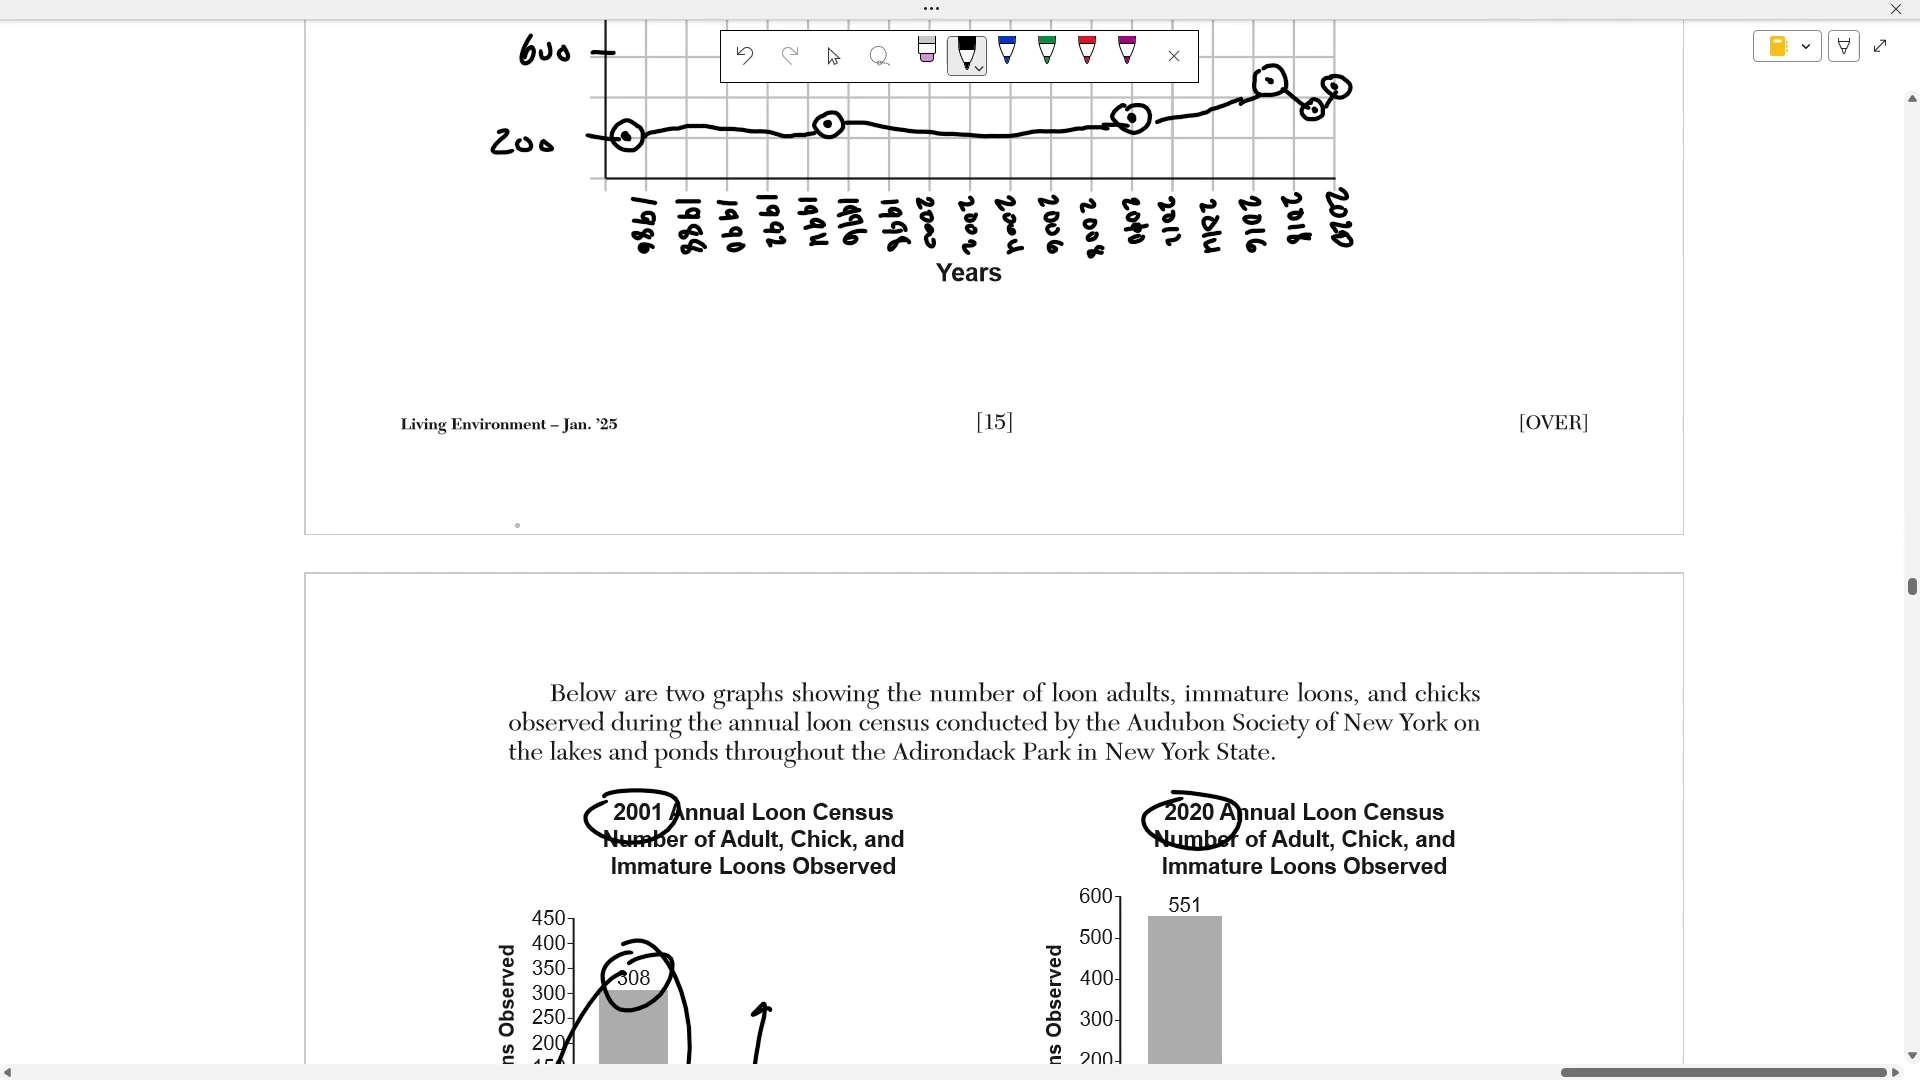 600
200
1986 1988 1990 1992 1994 1996 1998 2000 2002 2004 2006 2008 2010 2012 2014 2016 2018 2020
Years
Living Environment – Jan. ’25 [15] [OVER]
Below are two graphs showing the number of loon adults, immature loons, and chicks
observed during the annual loon census conducted by the Audubon Society of New York on
the lakes and ponds throughout the Adirondack Park in New York State.
2001 Annual Loon Census
Number of Adult, Chick, and
Immature Loons Observed
450
400
350
300
250
200
308
ns Observed
2020 Annual Loon Census
Number of Adult, Chick, and
Immature Loons Observed
600
500
400
300
200
551
ns Observed